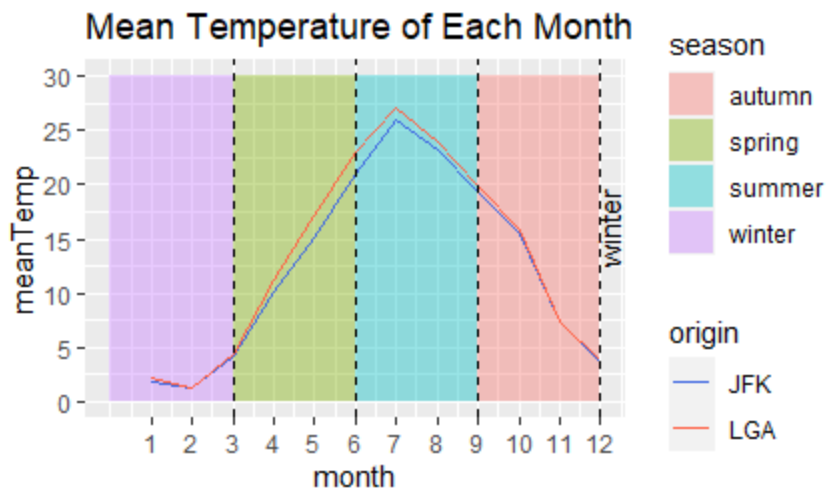 Mean Temperature of Each Month
meanTemp
30
25
20
15
10
5
0
winter
1 2 3 4 5 6 7 8 9 10 11 12
month
season
autumn
spring
summer
winter
origin
JFK
LGA